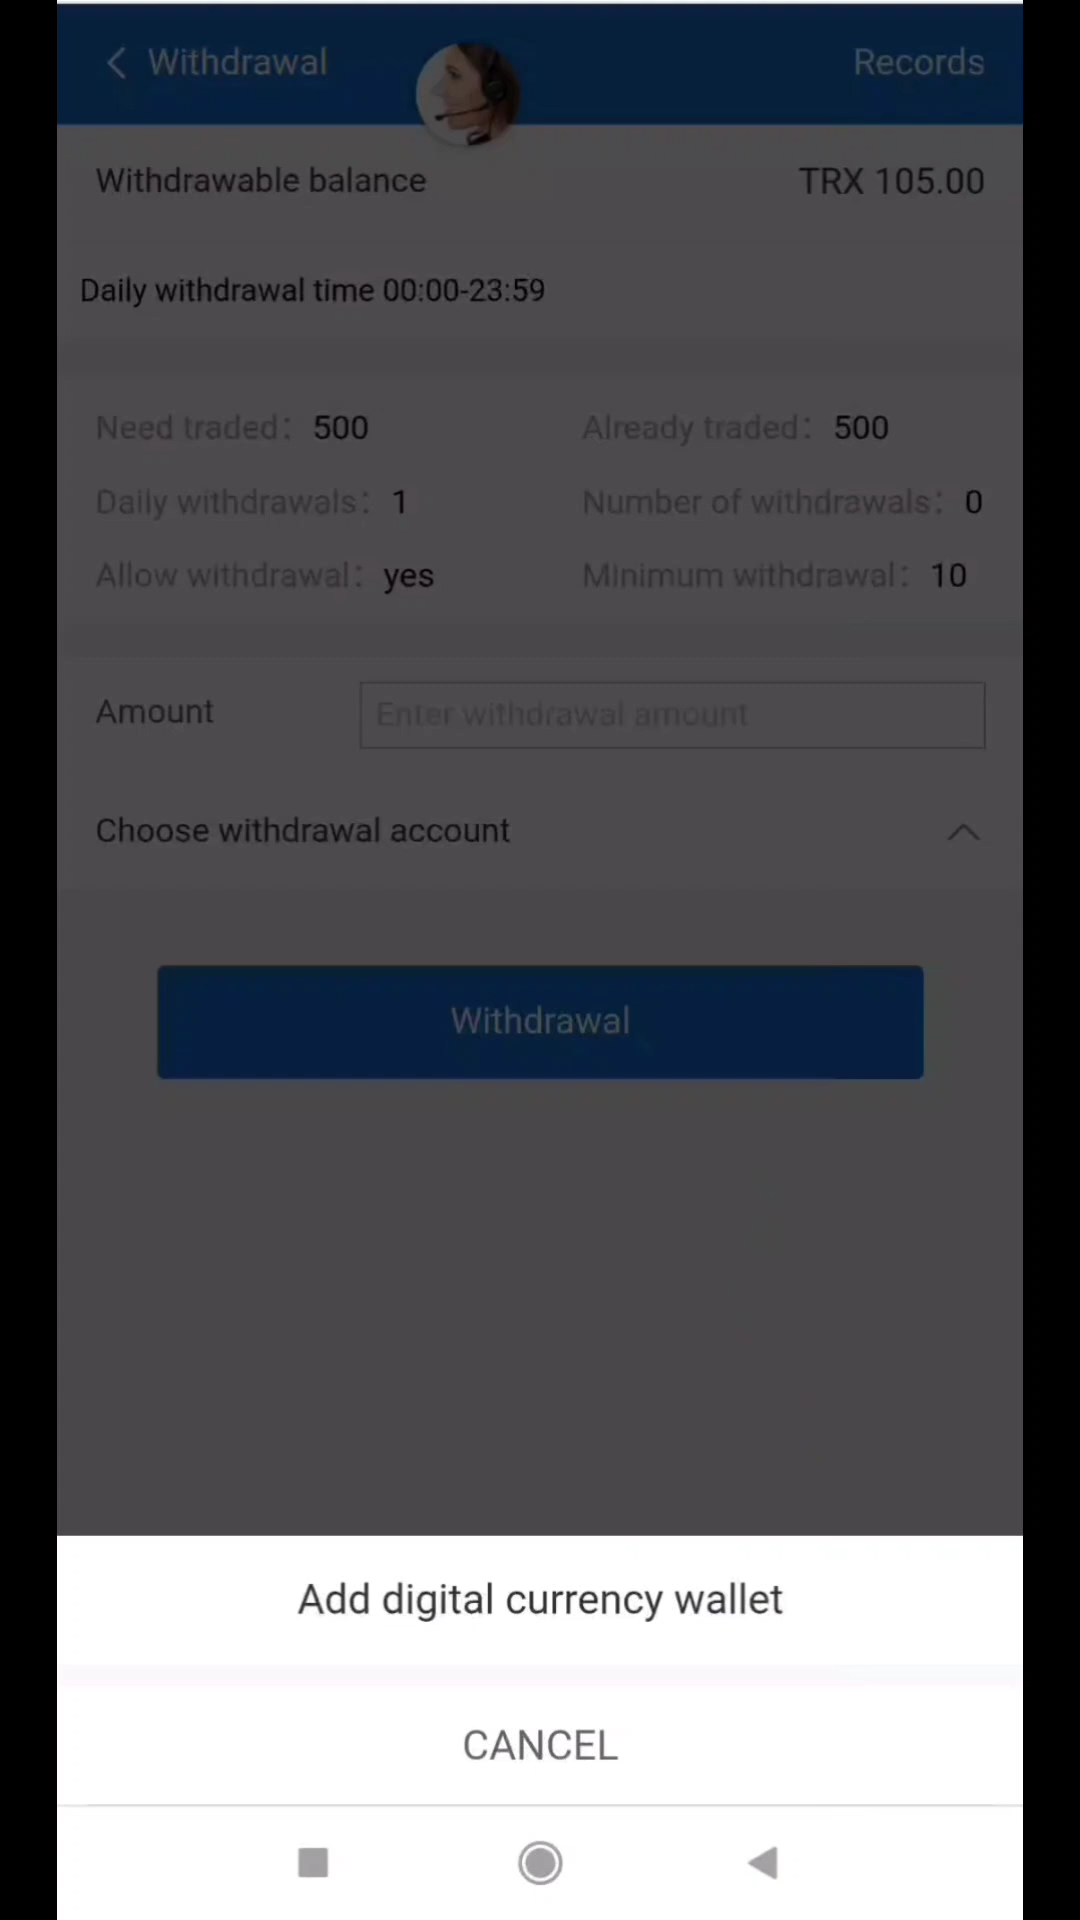 Withdrawal
Records
Withdrawable balance
TRX 105.00
Daily withdrawal time 00:00-23:59
Need traded： 500
Already traded： 500
Daily withdrawals： 1
Number of withdrawals： 0
Allow withdrawal： yes
Minimum withdrawal： 10
Amount
Enter withdrawal amount
Choose withdrawal account
Withdrawal
Add digital currency wallet
CANCEL